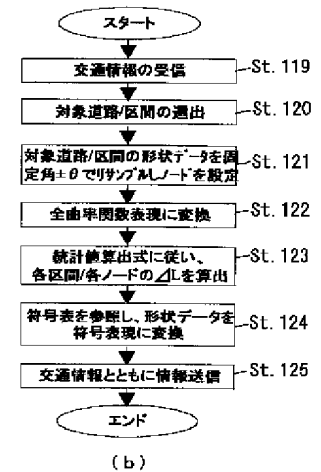 スタート
交通情報の受信
St.119
対象道路/区間の選出
St.120
対象道路/区間の形状データを固
定角±θでリサンプルしノードを設定
St.121
全曲率関数表現に変換
St.122
統計値算出式に従い、
各区間/各ノードの⊿Lを算出
St.123
符号表を参照し、形状データを
符号表現に変換
St.124
交通情報とともに情報送信
St.125
エンド
(b)